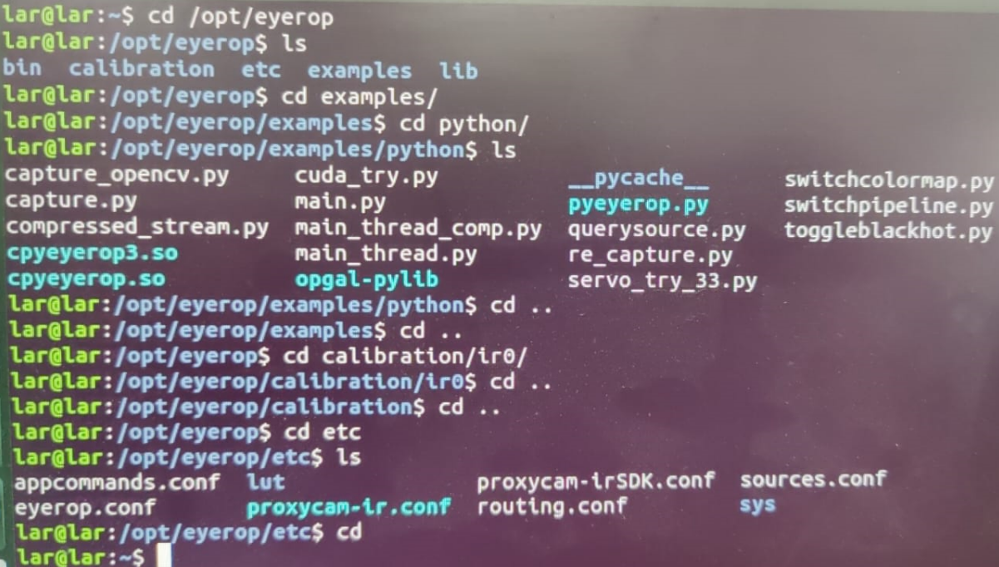 lar@lar:~$ cd /opt/eyerop
lar@lar:/opt/eyerop$ ls
bin  calibration  etc  examples  lib
lar@lar:/opt/eyerop$ cd examples/
lar@lar:/opt/eyerop/examples$ cd python/
lar@lar:/opt/eyerop/examples/python$ ls
capture_opencv.py     cuda_try.py          __pycache__      switchcolormap.py
capture.py            main.py              pyeyerop.py      switchpipeline.py
compressed_stream.py  main_thread_comp.py  querysource.py   toggleblackhot.py
cpyeyerop3.so         main_thread.py       re_capture.py
cpyeyerop.so          opgal-pylib          servo_try_33.py
lar@lar:/opt/eyerop/examples/python$ cd ..
lar@lar:/opt/eyerop/examples$ cd ..
lar@lar:/opt/eyerop$ cd calibration/ir0/
lar@lar:/opt/eyerop/calibration/ir0$ cd ..
lar@lar:/opt/eyerop/calibration$ cd ..
lar@lar:/opt/eyerop$ cd etc
lar@lar:/opt/eyerop/etc$ ls
appcommands.conf  lut               proxycam-irSDK.conf  sources.conf
eyerop.conf       proxycam-ir.conf  routing.conf         sys
lar@lar:/opt/eyerop/etc$ cd
lar@lar:~$